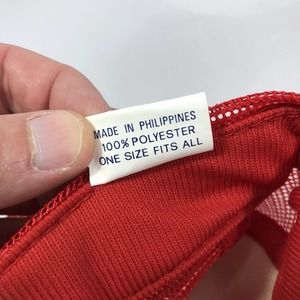 MADE IN PHILIPPINES
100% POLYESTER
ONE SIZE FITS ALL